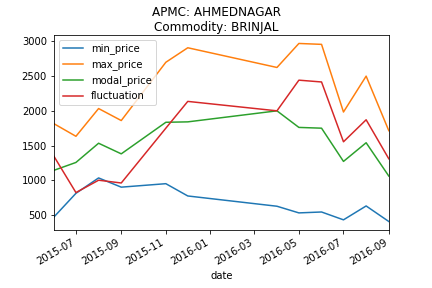 APMC: AHMEDNAGAR
Commodity: BRINJAL
3000
2500
2000
1500
1000
500
min_price
max_price
modal_price
fluctuation
2015-07
2015-09
2015-11
2016-01
2016-03
2016-05
2016-07
2016-09
date